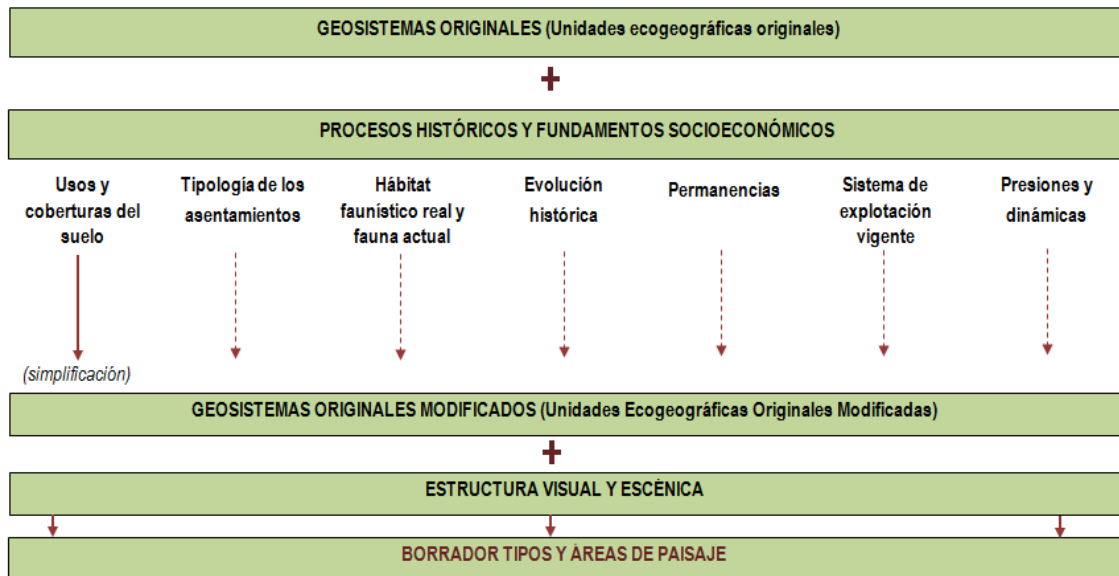 GEOSISTEMAS ORIGINALES (Unidades ecogeográficas originales)
+
PROCESOS HISTÓRICOS Y FUNDAMENTOS SOCIOECONÓMICOS
Usos y
coberturas del
suelo
Tipología de los
asentamientos
Hábitat
faunístico real y
fauna actual
Evolución
histórica
Permanencias
Sistema de
explotación
vigente
Presiones y
dinámicas
(simplificación)
GEOSISTEMAS ORIGINALES MODIFICADOS (Unidades Ecogeográficas Originales Modificadas)
+
ESTRUCTURA VISUAL Y ESCÉNICA
BORRADOR TIPOS Y ÁREAS DE PAISAJE